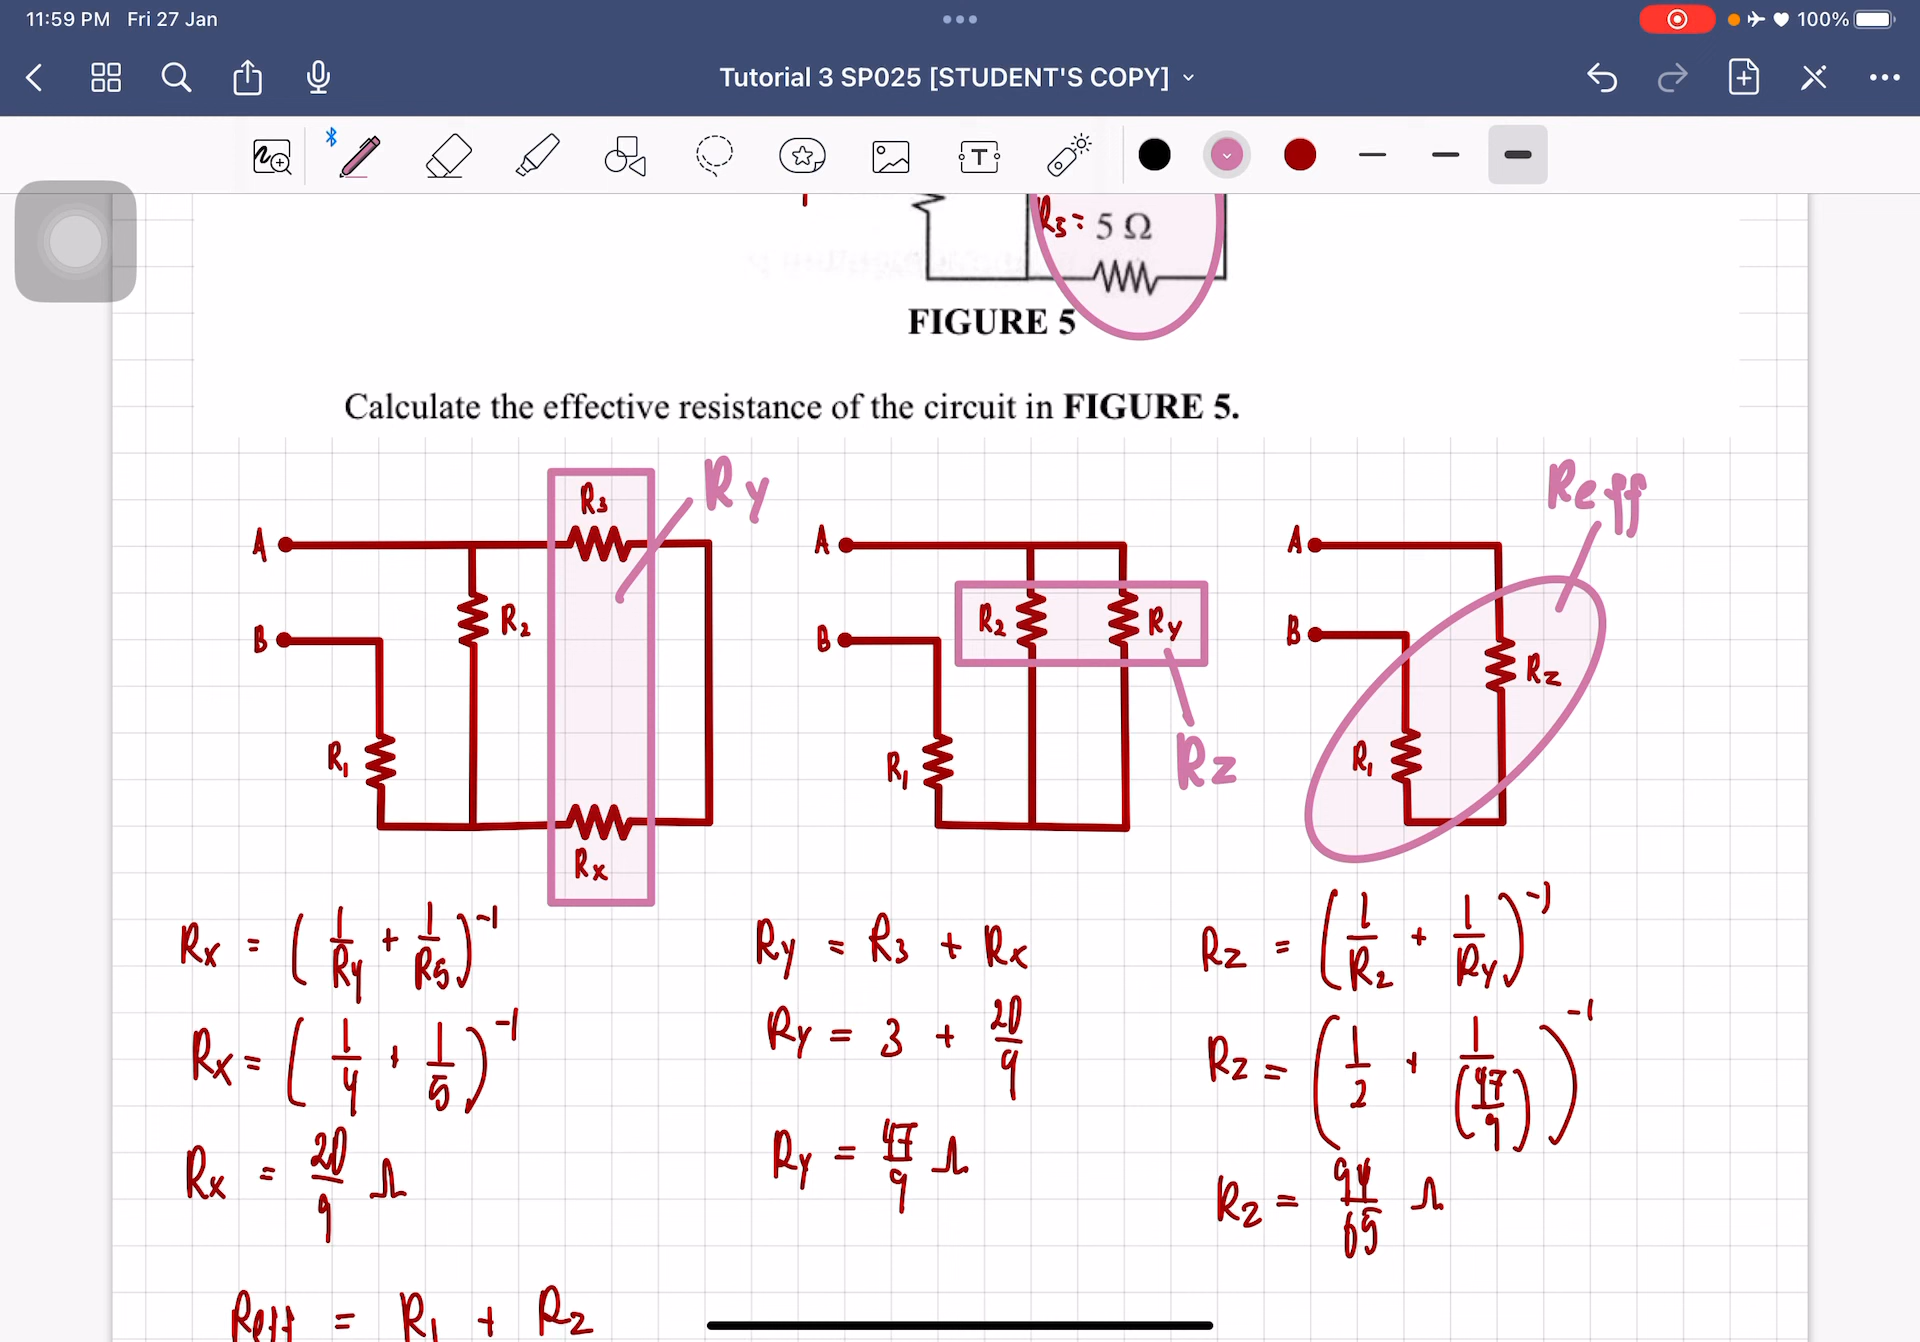 11:59 PM Fri 27 Jan
100%
Tutorial 3 SP025 [STUDENT'S COPY]
T
R5 = 5 Ω
FIGURE 5
Calculate the effective resistance of the circuit in FIGURE 5.
R3
Ry
A
R2
B
R1
Rx
A
R2
Ry
B
R1
Rz
Reff
A
B
Rz
R1
Rx = (1/R4 + 1/R5)^-1
Ry = R3 + Rx
Rz = (1/R2 + 1/Ry)^-1
Rx = (1/4 + 1/5)^-1
Ry = 3 + 20/9
Rz = (1/2 + 1/(47/9))^-1
Rx = 20/9 Ω
Ry = 47/9 Ω
Rz = 94/65 Ω
Reff = R1 + Rz